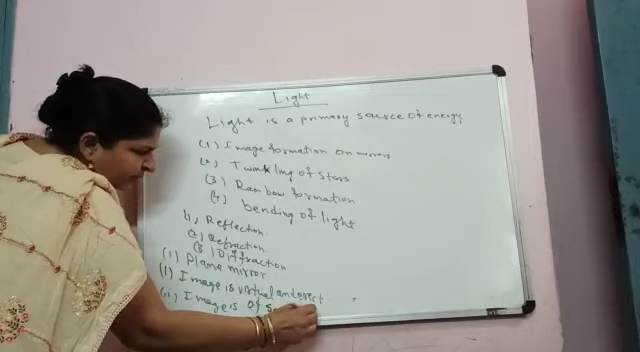 Light
Light is a primary source of energy
(1) Image formation on mirrors
(2) Twinkling of stars
(3) Rainbow formation
(4) bending of light
(1) Reflection
(2) Refraction
(3) Diffraction
(1) Plane mirror
(1) Image is virtual and erect
(ii) Image is of